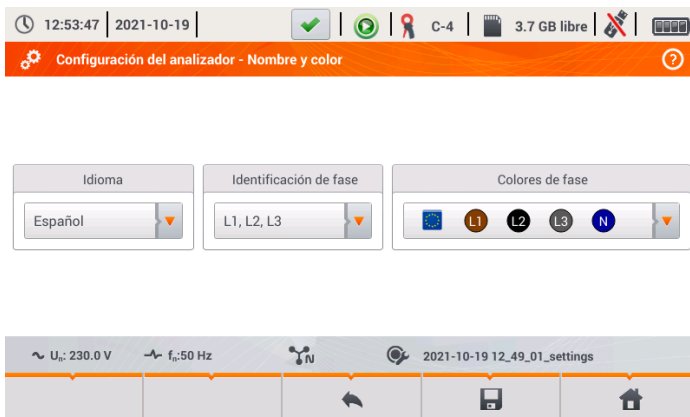 12:53:47 2021-10-19 C-4 3.7 GB libre
Configuración del analizador - Nombre y color ?
Idioma Identificación de fase Colores de fase
Español L1, L2, L3 L1 L2 L3 N
Uₙ: 230.0 V fₙ:50 Hz N 2021-10-19 12_49_01_settings